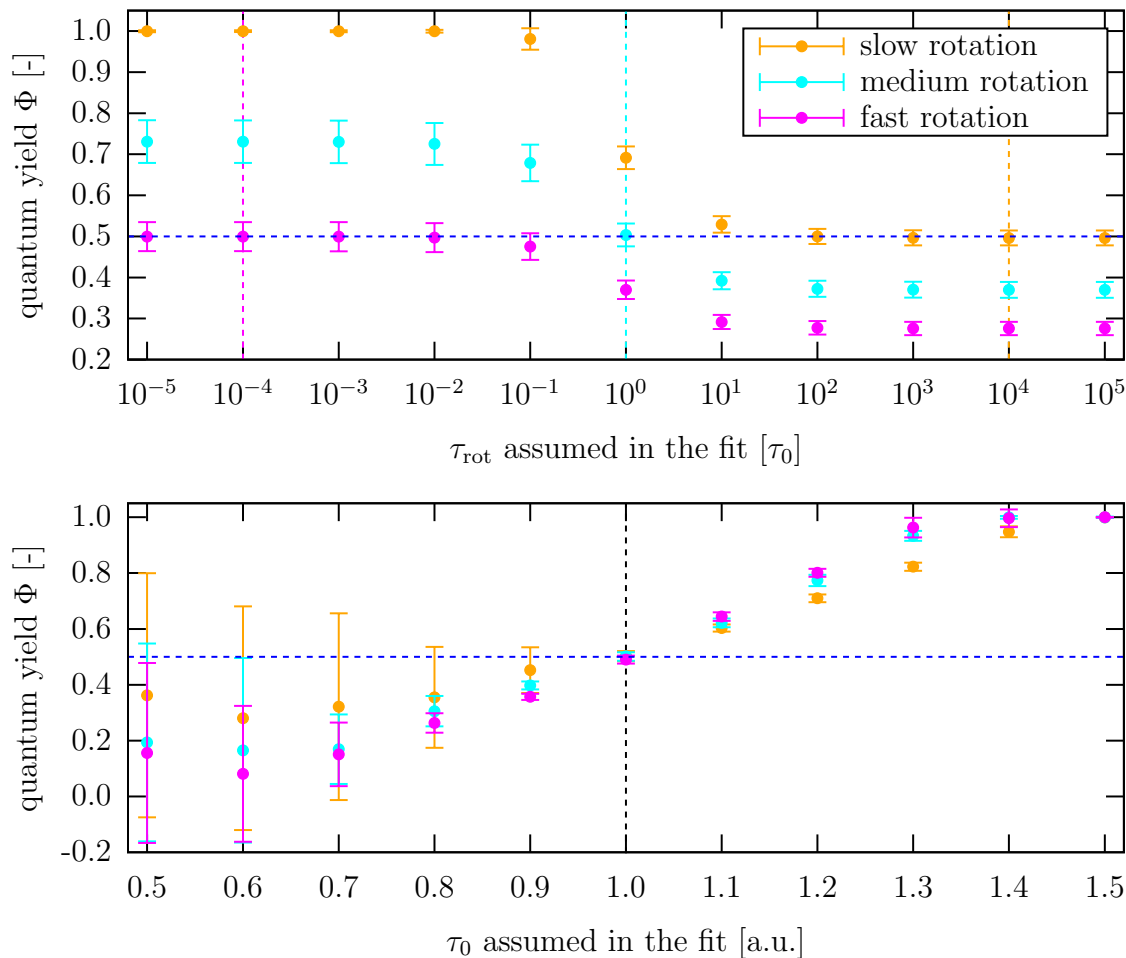 quantum yield Φ [-]
1.0
0.9
0.8
0.7
0.6
0.5
0.4
0.3
0.2
slow rotation
medium rotation
fast rotation
10⁻⁵ 10⁻⁴ 10⁻³ 10⁻² 10⁻¹ 10⁰ 10¹ 10² 10³ 10⁴ 10⁵
τrot assumed in the fit [τ0]
quantum yield Φ [-]
1.0
0.8
0.6
0.4
0.2
0.0
-0.2
0.5 0.6 0.7 0.8 0.9 1.0 1.1 1.2 1.3 1.4 1.5
τ0 assumed in the fit [a.u.]